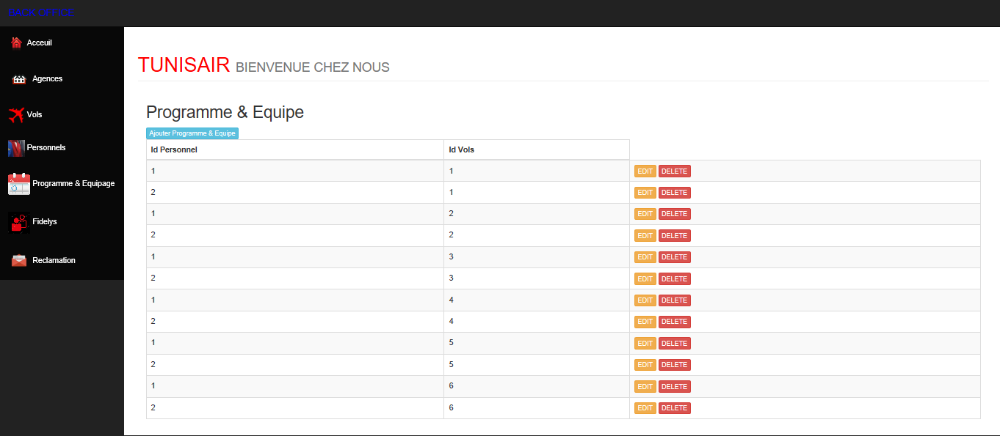 BACK OFFICE
Acceuil
Agences
Vols
Personnels
Programme & Equipage
Fidelys
Reclamation
TUNISAIR BIENVENUE CHEZ NOUS
Programme & Equipe
Ajouter Programme & Equipe
Id Personnel Id Vols
1 1 EDIT DELETE
2 1 EDIT DELETE
1 2 EDIT DELETE
2 2 EDIT DELETE
1 3 EDIT DELETE
2 3 EDIT DELETE
1 4 EDIT DELETE
2 4 EDIT DELETE
1 5 EDIT DELETE
2 5 EDIT DELETE
1 6 EDIT DELETE
2 6 EDIT DELETE